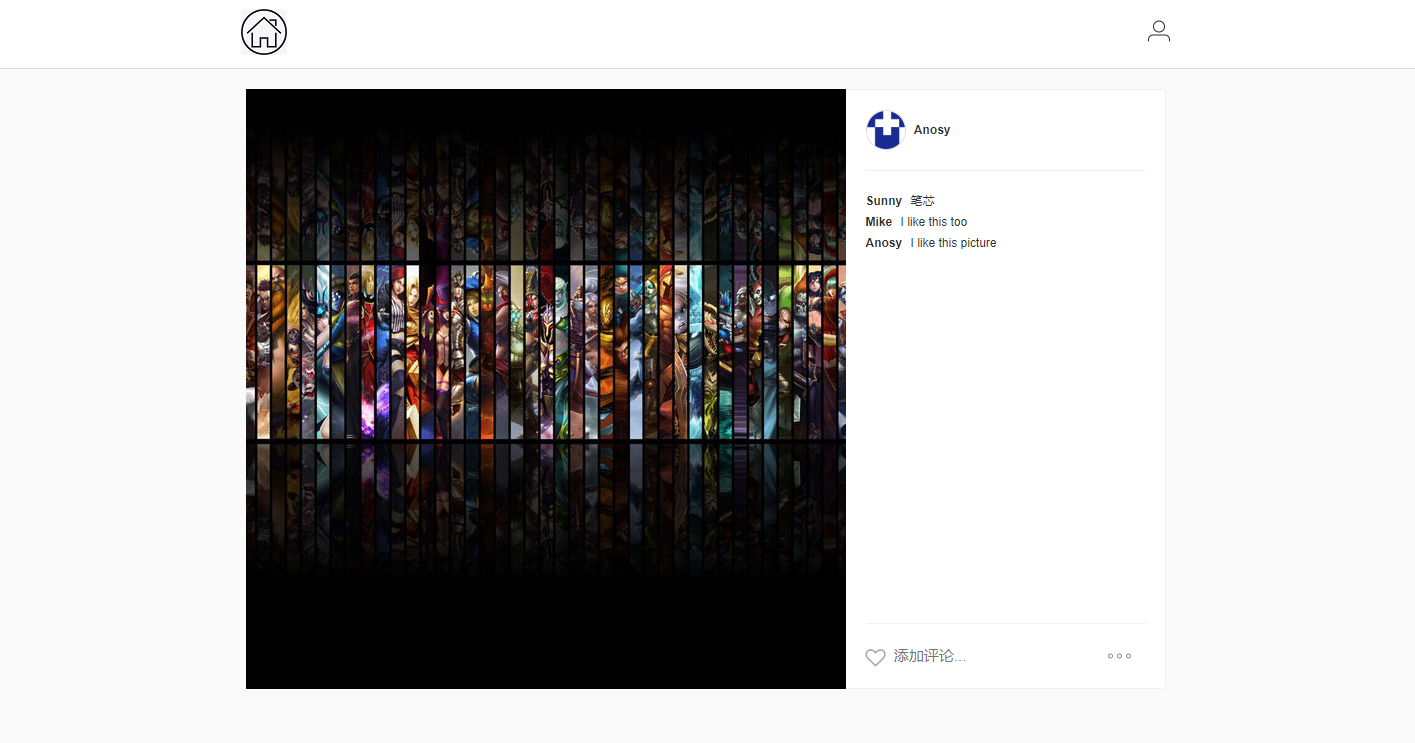 Anosy
Sunny 笔芯
Mike I like this too
Anosy I like this picture
添加评论...